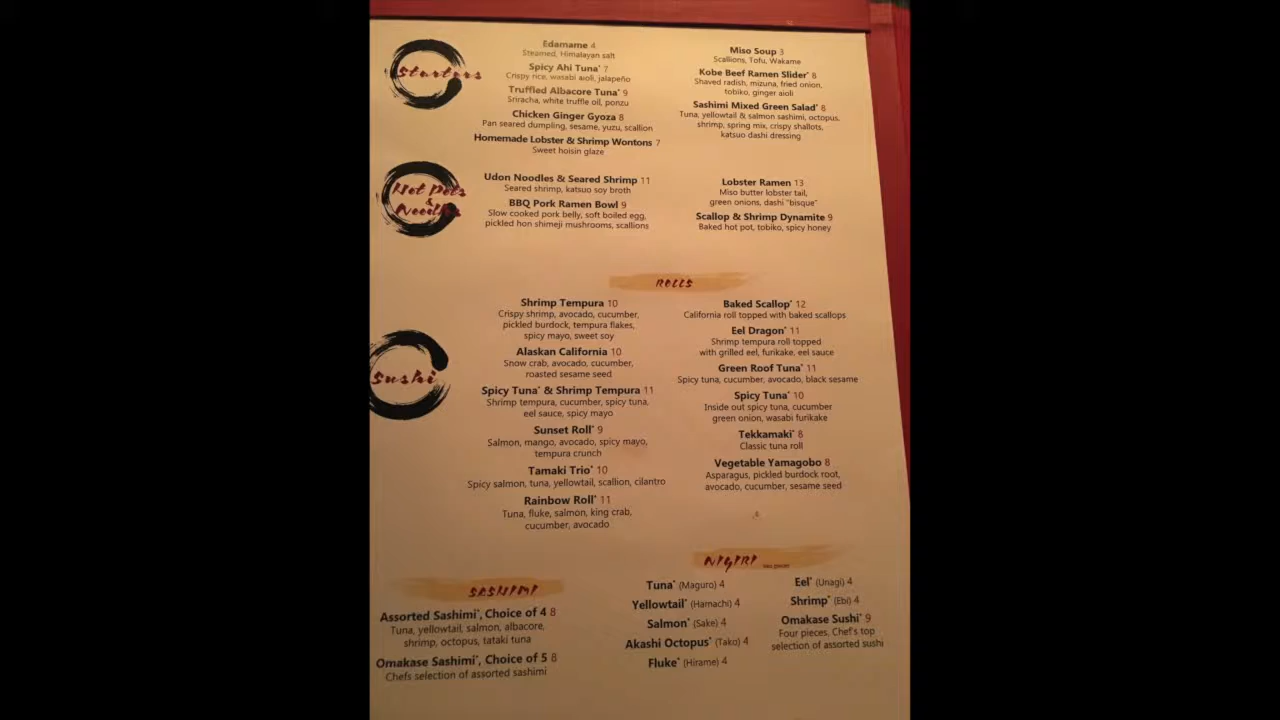 Starters
Edamame 4
Steamed, Himalayan salt
Spicy Ahi Tuna* 7
Crispy rice, wasabi aioli, jalapeño
Truffled Albacore Tuna* 9
Sriracha, white truffle oil, ponzu
Chicken Ginger Gyoza 8
Pan seared dumpling, sesame, yuzu, scallion
Homemade Lobster & Shrimp Wontons 7
Sweet hoisin glaze
Miso Soup 3
Scallions, Tofu, Wakame
Kobe Beef Ramen Slider* 8
Shaved radish, mizuna, fried onion,
tobiko, ginger aioli
Sashimi Mixed Green Salad* 8
Tuna, yellowtail & salmon sashimi, octopus,
shrimp, spring mix, crispy shallots,
katsuo dashi dressing
Hot Pots
&
Noodles
Udon Noodles & Seared Shrimp 11
Seared shrimp, katsuo soy broth
BBQ Pork Ramen Bowl 9
Slow cooked pork belly, soft boiled egg,
pickled hon shimeji mushrooms, scallions
Lobster Ramen 13
Miso butter lobster tail,
green onions, dashi "bisque"
Scallop & Shrimp Dynamite 9
Baked hot pot, tobiko, spicy honey
Sushi
ROLLS
Shrimp Tempura 10
Crispy shrimp, avocado, cucumber,
pickled burdock, tempura flakes,
spicy mayo, sweet soy
Alaskan California 10
Snow crab, avocado, cucumber,
roasted sesame seed
Spicy Tuna* & Shrimp Tempura 11
Shrimp tempura, cucumber, spicy tuna,
eel sauce, spicy mayo
Sunset Roll* 9
Salmon, mango, avocado, spicy mayo,
tempura crunch
Tamaki Trio* 10
Spicy salmon, tuna, yellowtail, scallion, cilantro
Rainbow Roll* 11
Tuna, fluke, salmon, king crab,
cucumber, avocado
Baked Scallop* 12
California roll topped with baked scallops
Eel Dragon* 11
Shrimp tempura roll topped
with grilled eel, furikake, eel sauce
Green Roof Tuna* 11
Spicy tuna, cucumber, avocado, black sesame
Spicy Tuna* 10
Inside out spicy tuna, cucumber
green onion, wasabi furikake
Tekkamaki* 8
Classic tuna roll
Vegetable Yamagobo 8
Asparagus, pickled burdock root,
avocado, cucumber, sesame seed
SASHIMI
Assorted Sashimi*, Choice of 4 8
Tuna, yellowtail, salmon, albacore,
shrimp, octopus, tataki tuna
Omakase Sashimi*, Choice of 5 8
Chefs selection of assorted sashimi
NIGIRI
Tuna* (Maguro) 4
Yellowtail* (Hamachi) 4
Salmon* (Sake) 4
Akashi Octopus* (Tako) 4
Fluke* (Hirame) 4
Eel* (Unagi) 4
Shrimp* (Ebi) 4
Omakase Sushi* 9
Four pieces, Chef's top
selection of assorted sushi